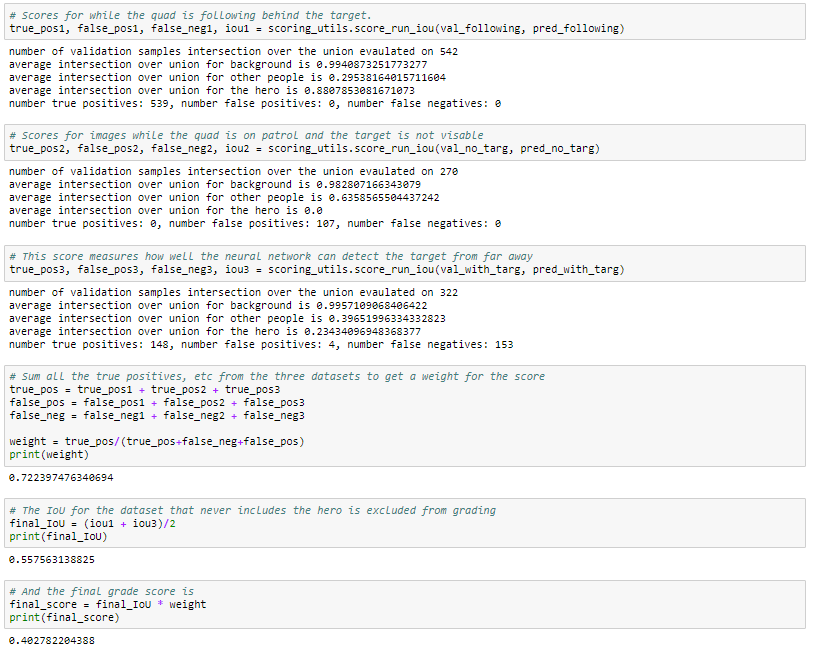 # Scores for while the quad is following behind the target.
true_pos1, false_pos1, false_neg1, iou1 = scoring_utils.score_run_iou(val_following, pred_following)
number of validation samples intersection over the union evaulated on 542
average intersection over union for background is 0.9940873251773277
average intersection over union for other people is 0.29538164015711604
average intersection over union for the hero is 0.8807853081671073
number true positives: 539, number false positives: 0, number false negatives: 0
# Scores for images while the quad is on patrol and the target is not visable
true_pos2, false_pos2, false_neg2, iou2 = scoring_utils.score_run_iou(val_no_targ, pred_no_targ)
number of validation samples intersection over the union evaulated on 270
average intersection over union for background is 0.982807166343079
average intersection over union for other people is 0.6358565504437242
average intersection over union for the hero is 0.0
number true positives: 0, number false positives: 107, number false negatives: 0
# This score measures how well the neural network can detect the target from far away
true_pos3, false_pos3, false_neg3, iou3 = scoring_utils.score_run_iou(val_with_targ, pred_with_targ)
number of validation samples intersection over the union evaulated on 322
average intersection over union for background is 0.9957109068406422
average intersection over union for other people is 0.39651996334332823
average intersection over union for the hero is 0.23434096948368377
number true positives: 148, number false positives: 4, number false negatives: 153
# Sum all the true positives, etc from the three datasets to get a weight for the score
true_pos = true_pos1 + true_pos2 + true_pos3
false_pos = false_pos1 + false_pos2 + false_pos3
false_neg = false_neg1 + false_neg2 + false_neg3
weight = true_pos/(true_pos+false_neg+false_pos)
print(weight)
0.722397476340694
# The IoU for the dataset that never includes the hero is excluded from grading
final_IoU = (iou1 + iou3)/2
print(final_IoU)
0.557563138825
# And the final grade score is
final_score = final_IoU * weight
print(final_score)
0.402782204388